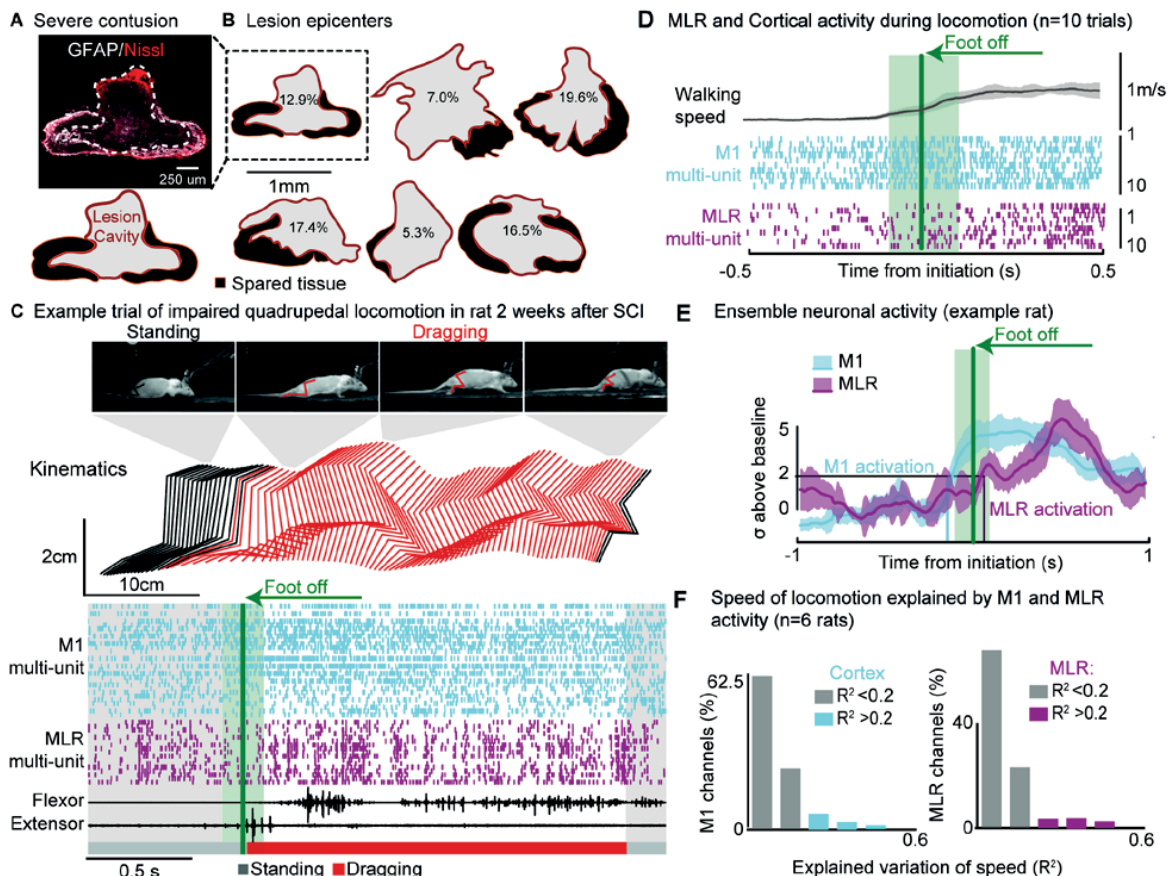 A Severe contusion
GFAP/Nissl
250 um
Lesion
Cavity
B Lesion epicenters
12.9%
7.0%
19.6%
1mm
17.4%
5.3%
16.5%
Spared tissue
C Example trial of impaired quadrupedal locomotion in rat 2 weeks after SCI
Standing
Dragging
Kinematics
2cm
10cm
Foot off
M1
multi-unit
MLR
multi-unit
Flexor
Extensor
0.5 s
Standing Dragging
D MLR and Cortical activity during locomotion (n=10 trials)
Foot off
Walking
speed
1m/s
M1
multi-unit
1
10
MLR
multi-unit
1
10
-0.5 Time from initiation (s) 0.5
E Ensemble neuronal activity (example rat)
Foot off
M1
MLR
σ above baseline
5
2
0
M1 activation
MLR activation
-1 Time from initiation (s) 1
F Speed of locomotion explained by M1 and MLR
activity (n=6 rats)
M1 channels (%)
62.5
0
0.6
Cortex
R² <0.2
R² >0.2
MLR channels (%)
40
0
0.6
MLR:
R² <0.2
R² >0.2
Explained variation of speed (R²)